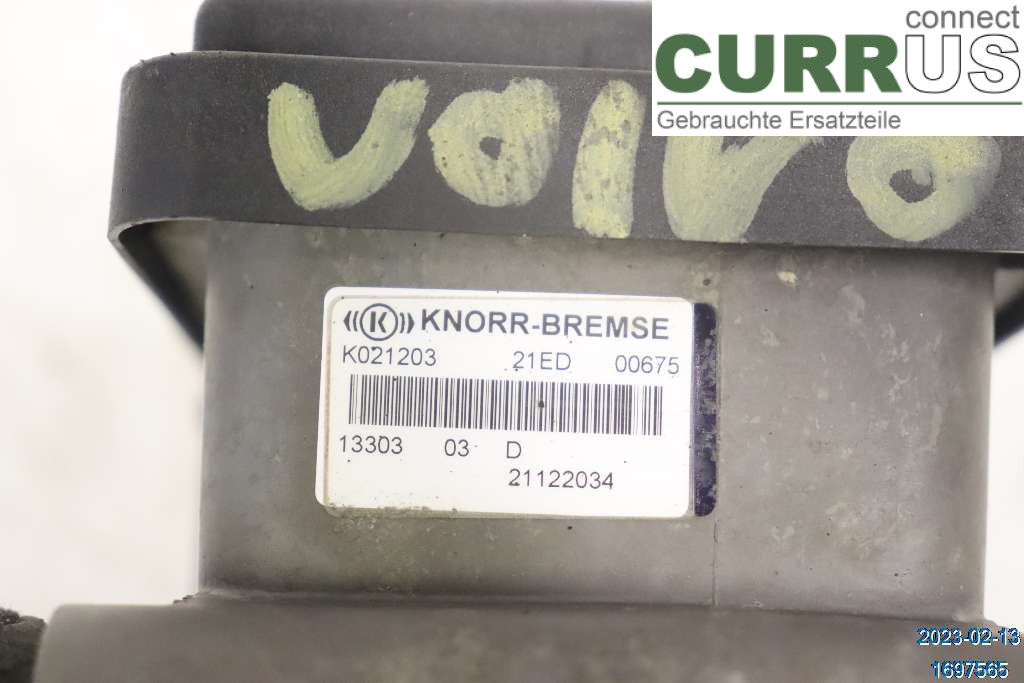 connect
CURRUS
Gebrauchte Ersatzteile
VOlVO
K KNORR-BREMSE
K021203 21ED 00675
13303 03 D
21122034
2023-02-13
1697565